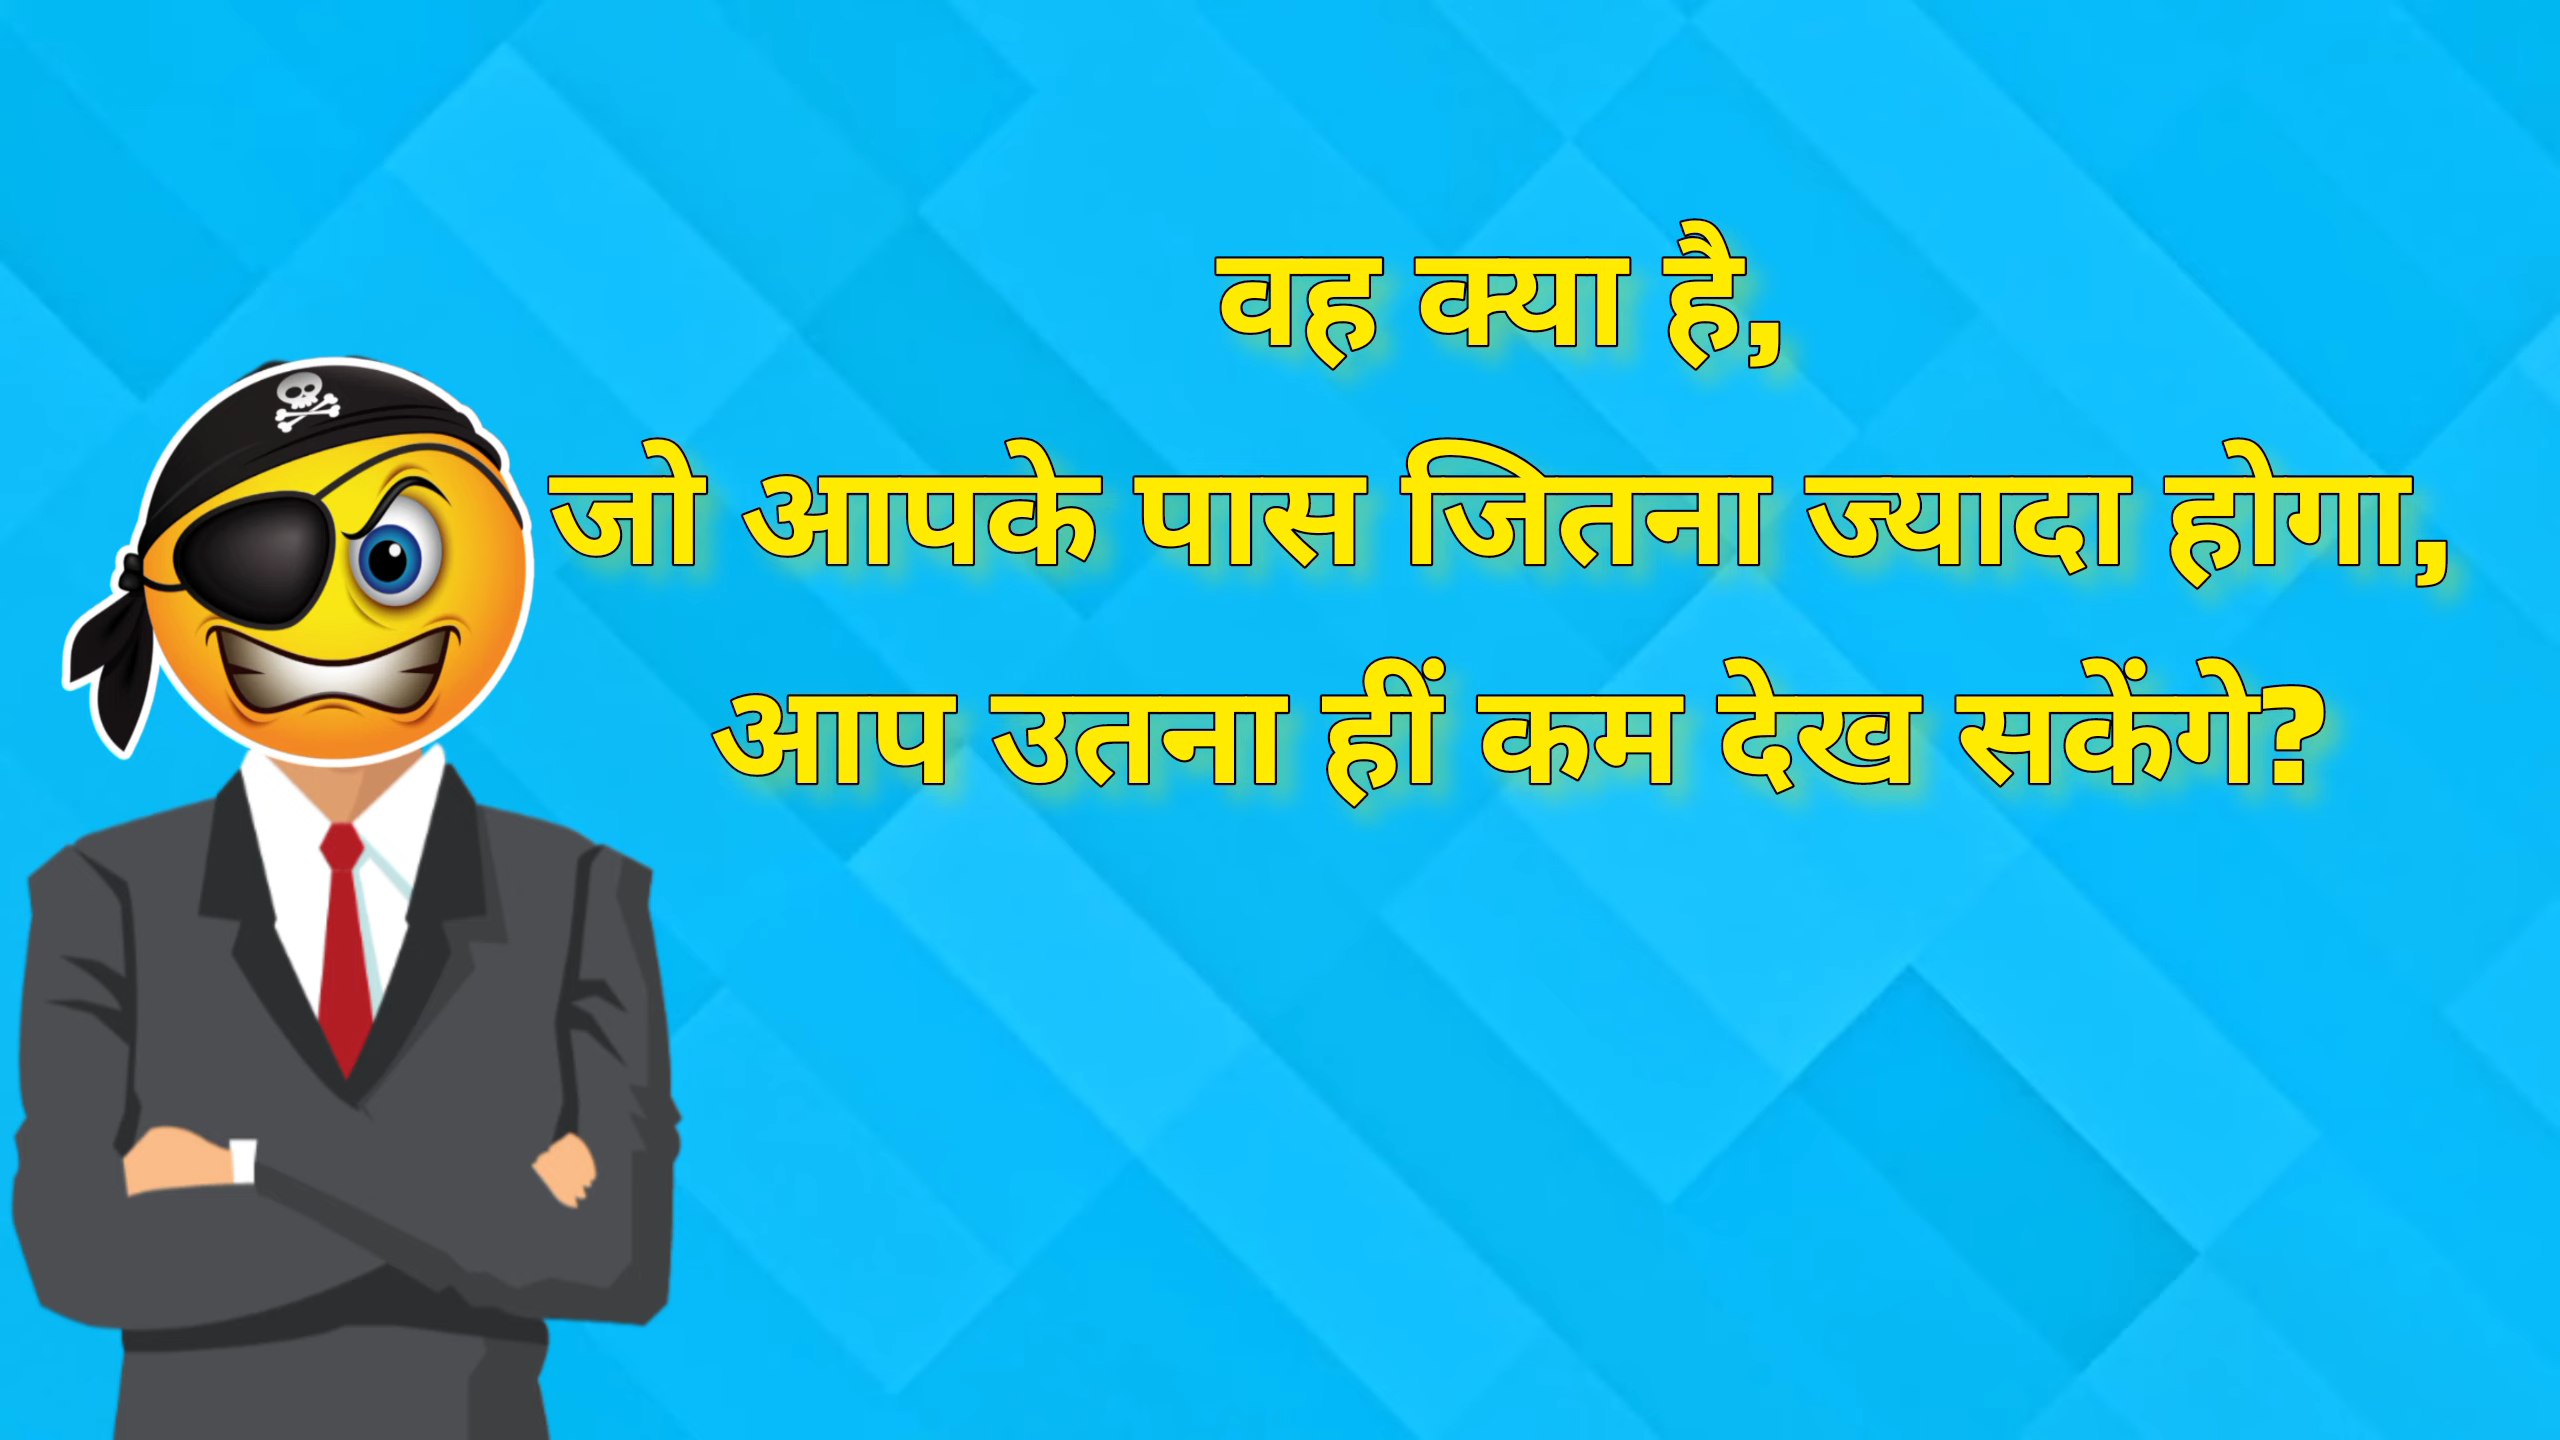 वह क्या है,
जो आपके पास जितना ज्यादा होगा,
आप उतना हीं कम देख सकेंगे?